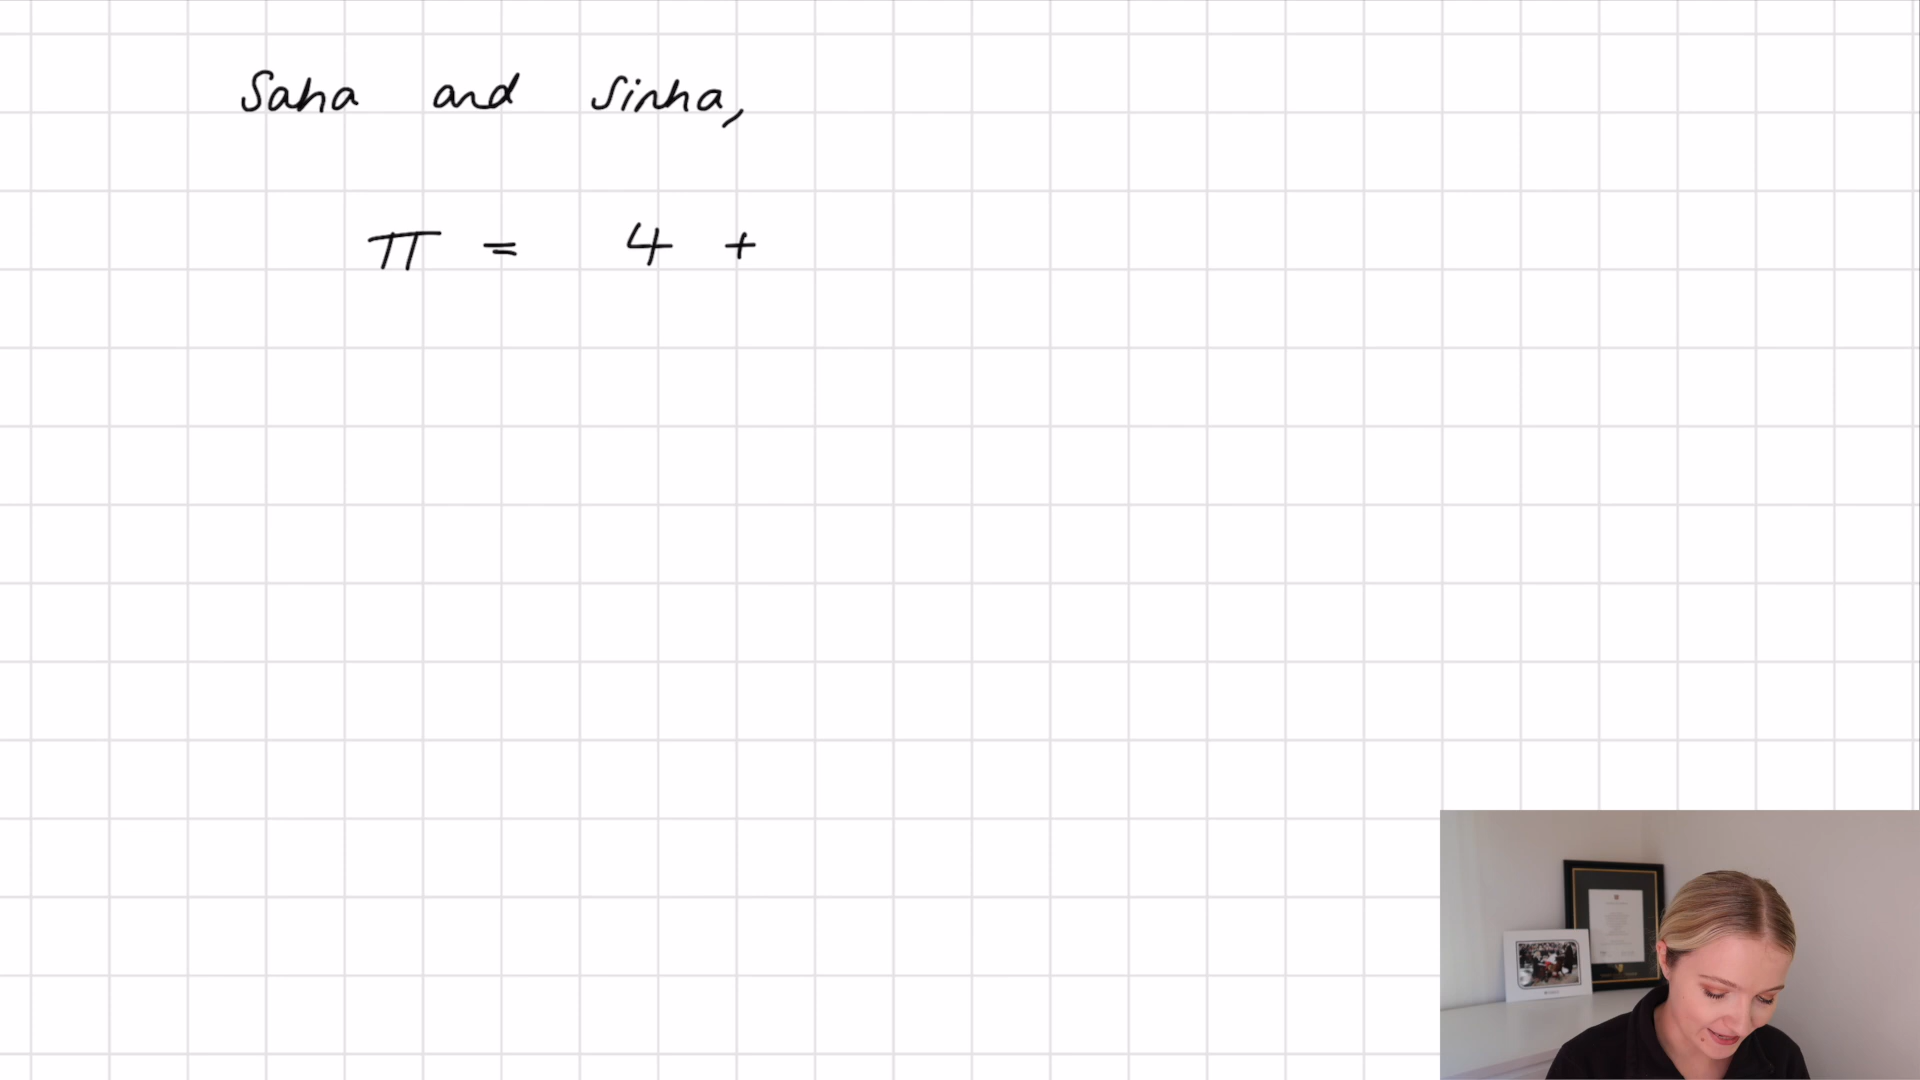 Saha and Sinha,
π = 4 +